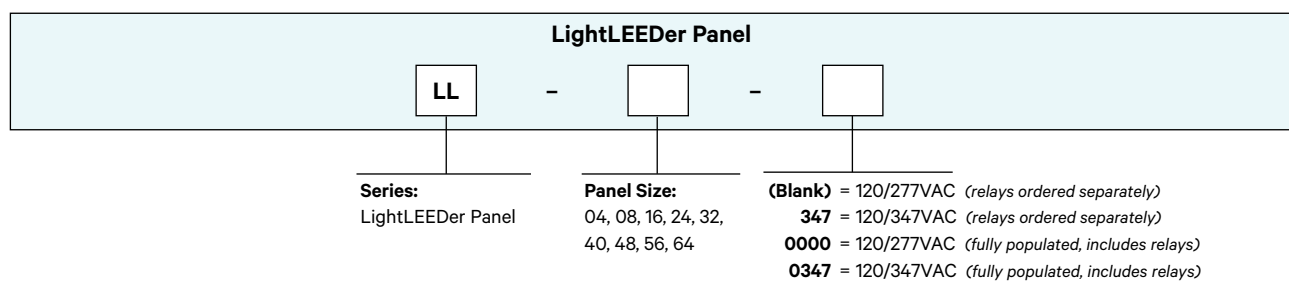 LightLEEDer Panel
LL – –
Series:
LightLEEDer Panel
Panel Size:
04, 08, 16, 24, 32,
40, 48, 56, 64
(Blank) = 120/277VAC (relays ordered separately)
347 = 120/347VAC (relays ordered separately)
0000 = 120/277VAC (fully populated, includes relays)
0347 = 120/347VAC (fully populated, includes relays)